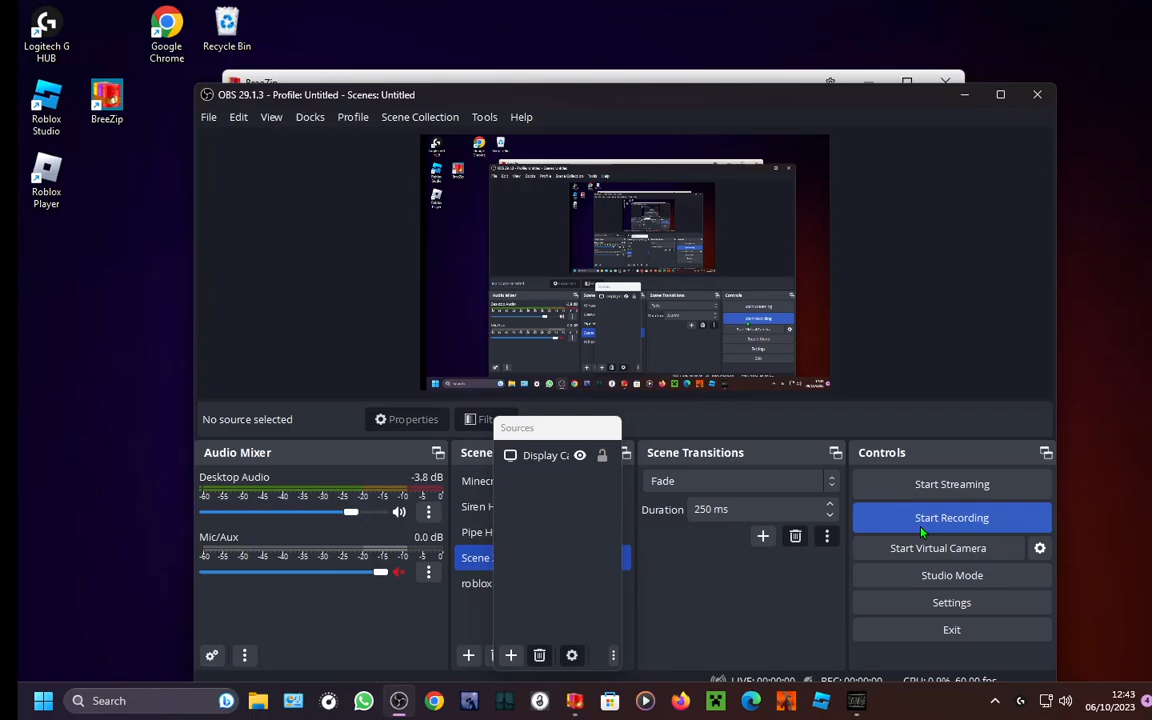 Logitech G
HUB
Google
Chrome
Recycle Bin
Roblox
Studio
BreeZip
Roblox
Player
OBS 29.1.3 - Profile: Untitled - Scenes: Untitled
File Edit View Docks Profile Scene Collection Tools Help
No source selected Properties
Audio Mixer
Desktop Audio -3.8 dB
-60 -55 -50 -45 -40 -35 -30 -25 -20 -15 -10 -5 0
Mic/Aux 0.0 dB
-60 -55 -50 -45 -40 -35 -30 -25 -20 -15 -10 -5 0
Scene
Minecr
Siren H
Pipe H
Scene
roblox
Sources
Display Ca
Scene Transitions
Fade
Duration 250 ms
Controls
Start Streaming
Start Recording
Start Virtual Camera
Studio Mode
Settings
Exit
Search
12:43
06/10/2023